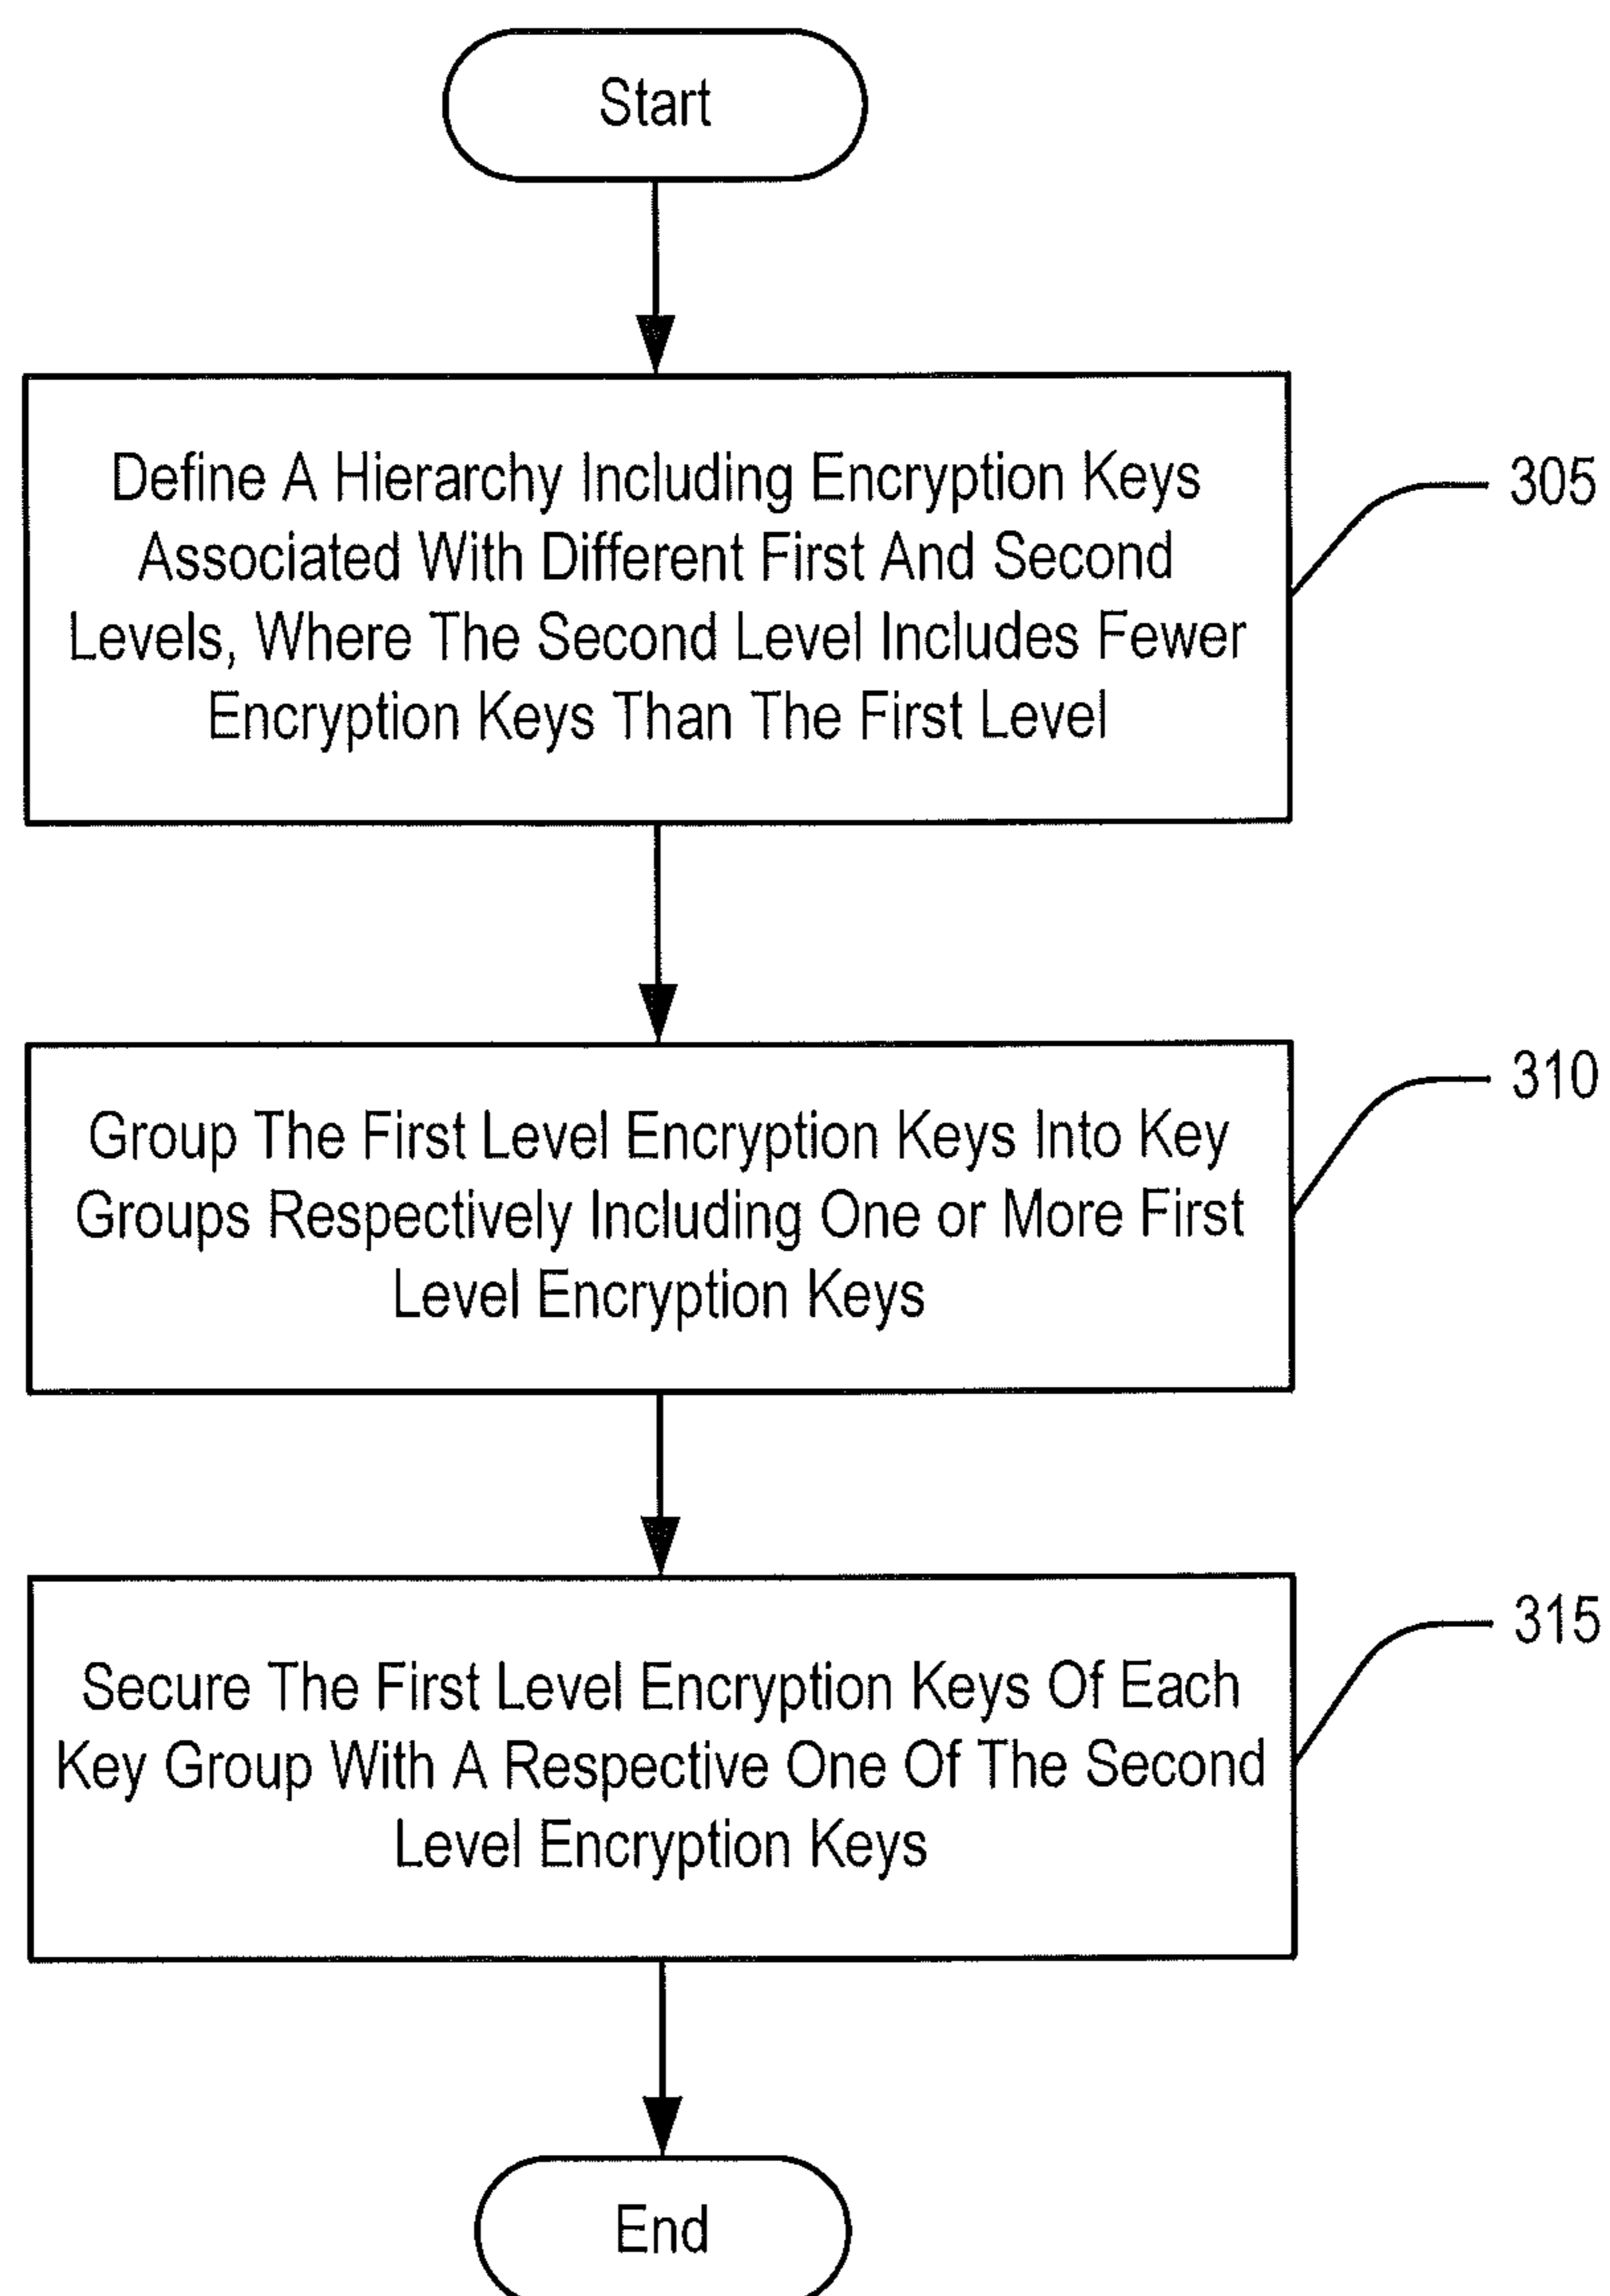 Start
Define A Hierarchy Including Encryption Keys
Associated With Different First And Second
Levels, Where The Second Level Includes Fewer
Encryption Keys Than The First Level
305
Group The First Level Encryption Keys Into Key
Groups Respectively Including One or More First
Level Encryption Keys
310
Secure The First Level Encryption Keys Of Each
Key Group With A Respective One Of The Second
Level Encryption Keys
315
End